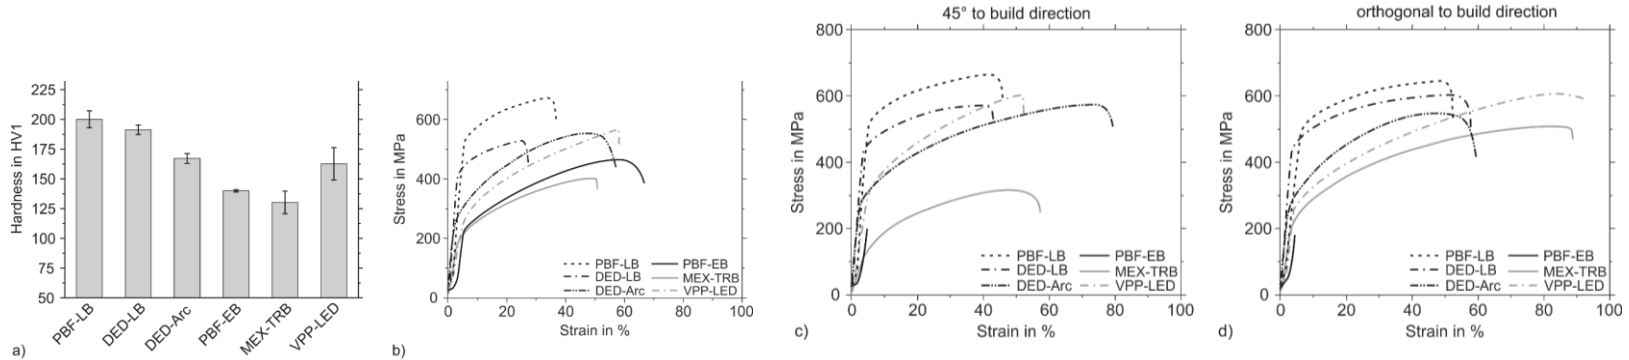 Hardness in HV1
225
200
175
150
125
100
75
50
PBF-LB
DED-LB
DED-Arc
PBF-EB
MEX-TRB
VPP-LED
a)
Stress in MPa
600
400
200
0
0 20 40 60 80 100
Strain in %
PBF-LB PBF-EB
DED-LB MEX-TRB
DED-Arc VPP-LED
b)
45° to build direction
Stress in MPa
800
600
400
200
0
0 20 40 60 80 100
Strain in %
PBF-LB PBF-EB
DED-LB MEX-TRB
DED-Arc VPP-LED
c)
orthogonal to build direction
Stress in MPa
800
600
400
200
0
0 20 40 60 80 100
Strain in %
PBF-LB PBF-EB
DED-LB MEX-TRB
DED-Arc VPP-LED
d)